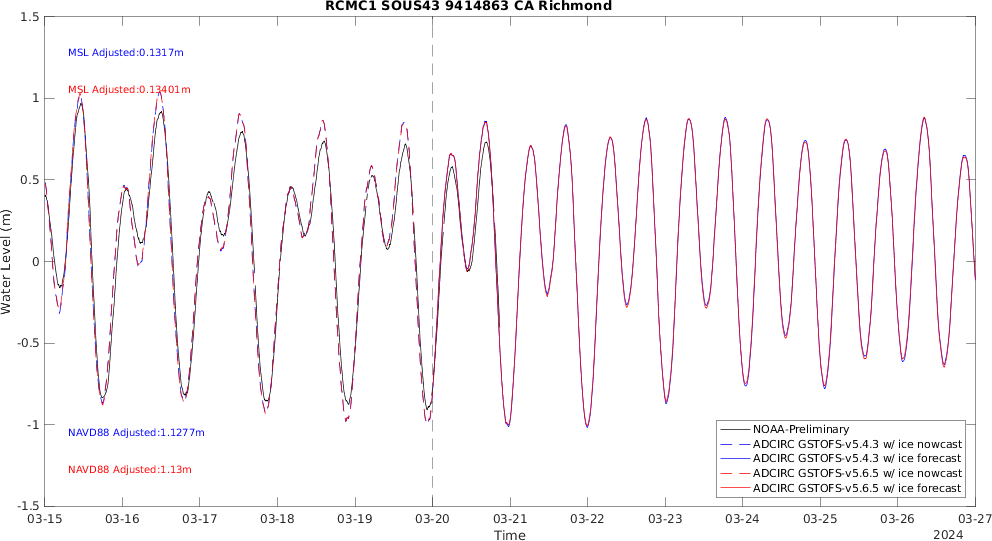 RCMC1 SOUS43 9414863 CA Richmond
1.5
1
0.5
0
-0.5
-1
-1.5
Water Level (m)
MSL Adjusted:0.1317m
MSL Adjusted:0.13401m
NAVD88 Adjusted:1.1277m
NAVD88 Adjusted:1.13m
NOAA-Preliminary
ADCIRC GSTOFS-v5.4.3 w/ ice nowcast
ADCIRC GSTOFS-v5.4.3 w/ ice forecast
ADCIRC GSTOFS-v5.6.5 w/ ice nowcast
ADCIRC GSTOFS-v5.6.5 w/ ice forecast
03-15 03-16 03-17 03-18 03-19 03-20 03-21 03-22 03-23 03-24 03-25 03-26 03-27
Time
2024